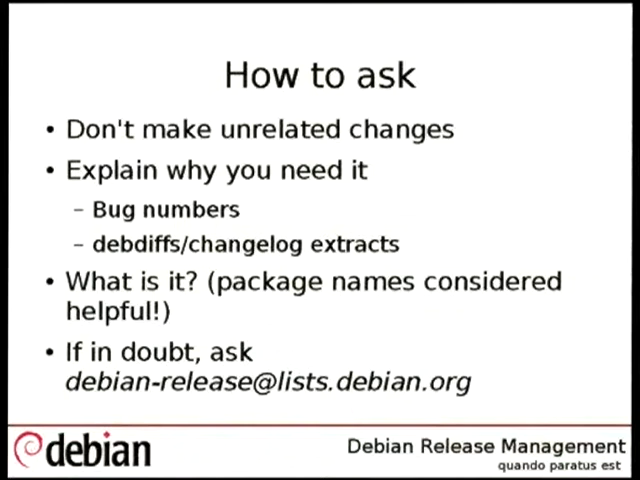 How to ask
• Don't make unrelated changes
• Explain why you need it
– Bug numbers
– debdiffs/changelog extracts
• What is it? (package names considered
helpful!)
• If in doubt, ask
debian-release@lists.debian.org
debian
Debian Release Management
quando paratus est